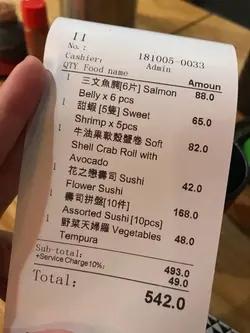 11
No.: 181005-0033
Cashier: Admin
QTY Food name Amoun
1 三文魚腩[6片] Salmon 88.0
Belly x 6 pcs
1 甜蝦 [5隻] Sweet 65.0
Shrimp x 5pcs
1 牛油果軟殼蟹卷 Soft 82.0
Shell Crab Roll with
Avocado
1 花之戀壽司 Sushi 42.0
Flower Sushi
1 壽司拼盤[10件] 168.0
Assorted Sushi[10pcs]
1 野菜天婦羅 Vegetables 48.0
Tempura
Sub-total: 493.0
+Service Charge10%: 49.0
Total: 542.0